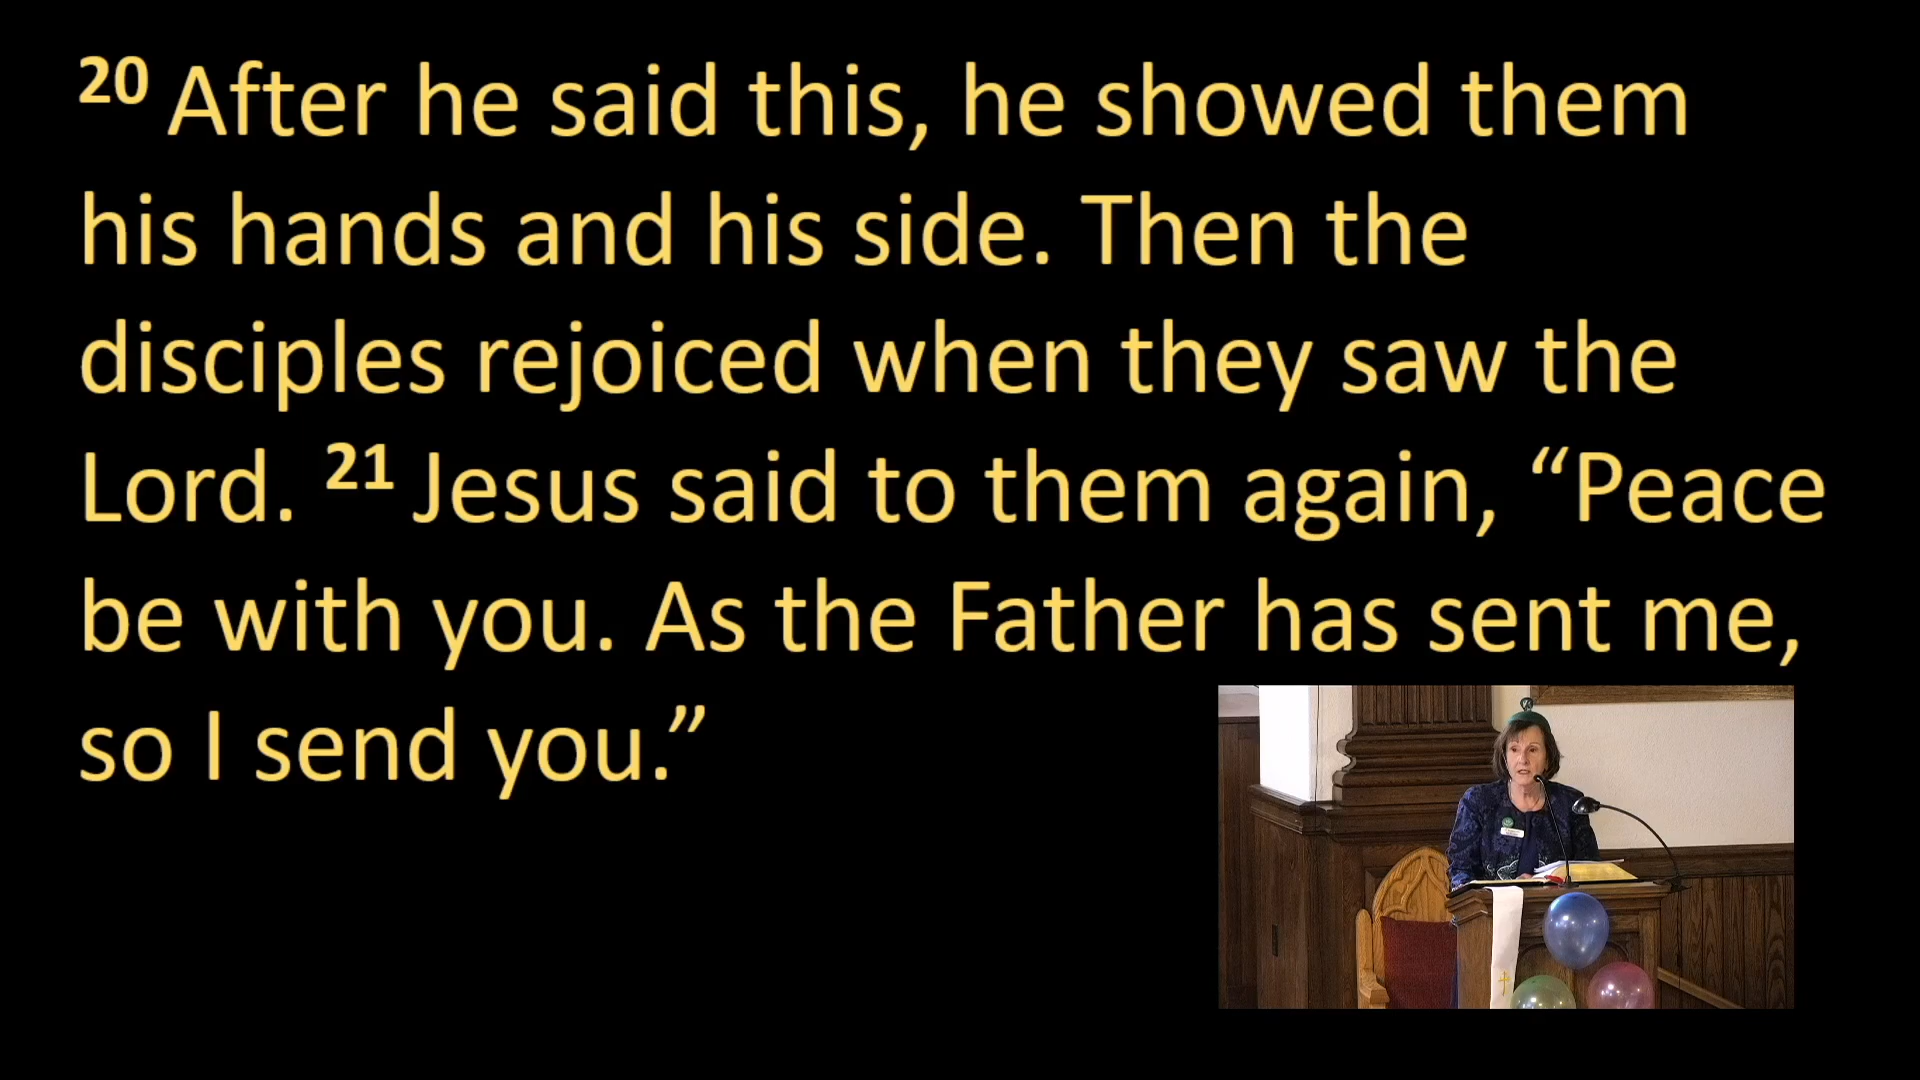 20 After he said this, he showed them
his hands and his side. Then the
disciples rejoiced when they saw the
Lord. 21 Jesus said to them again, “Peace
be with you. As the Father has sent me,
so I send you.”